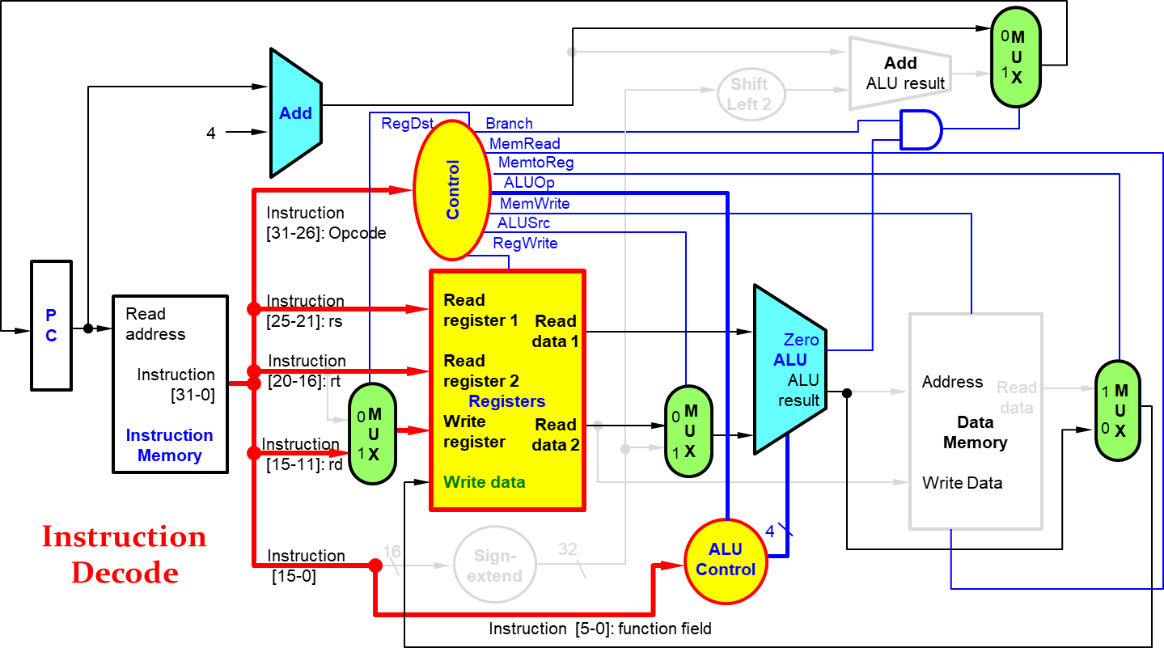 0 M
U
1 X
Add
ALU result
Shift
Left 2
Add
4
RegDst
Branch
MemRead
MemtoReg
ALUOp
MemWrite
ALUSrc
RegWrite
Control
Instruction
[31-26]: Opcode
P
C
Read
address
Instruction
[31-0]
Instruction
Memory
Instruction
[25-21]: rs
Instruction
[20-16]: rt
Instruction
[15-11]: rd
0 M
U
1 X
Read
register 1
Read
data 1
Read
register 2
Registers
Write
register
Read
data 2
Write data
0 M
U
1 X
Zero
ALU
ALU
result
Address
Read
data
Data
Memory
Write Data
1 M
U
0 X
Instruction
Decode
Instruction
[15-0]
16
Sign-
extend
32
ALU
Control
4
Instruction [5-0]: function field